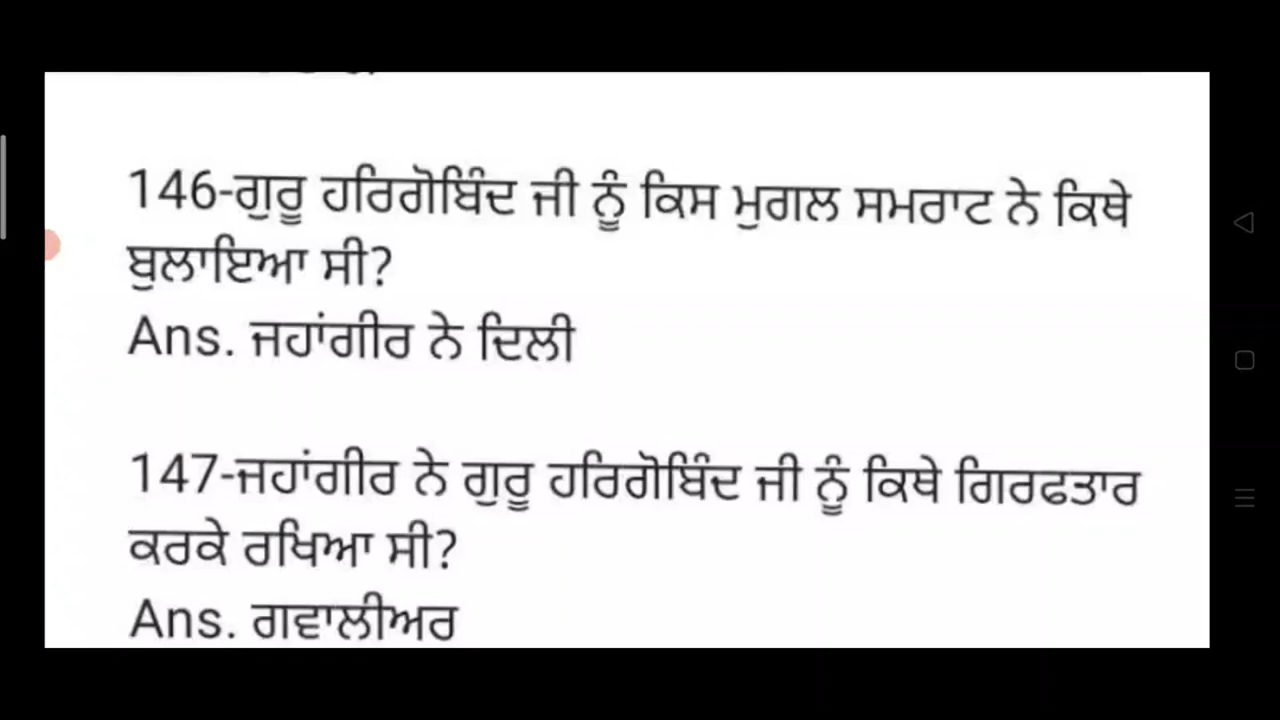 146-ਗੁਰੂ ਹਰਿਗੋਬਿੰਦ ਜੀ ਨੂੰ ਕਿਸ ਮੁਗਲ ਸਮਰਾਟ ਨੇ ਕਿਥੇ
ਬੁਲਾਇਆ ਸੀ?
Ans. ਜਹਾਂਗੀਰ ਨੇ ਦਿਲੀ
147-ਜਹਾਂਗੀਰ ਨੇ ਗੁਰੂ ਹਰਿਗੋਬਿੰਦ ਜੀ ਨੂੰ ਕਿਥੇ ਗਿਰਫਤਾਰ
ਕਰਕੇ ਰਖਿਆ ਸੀ?
Ans. ਗਵਾਲੀਅਰ